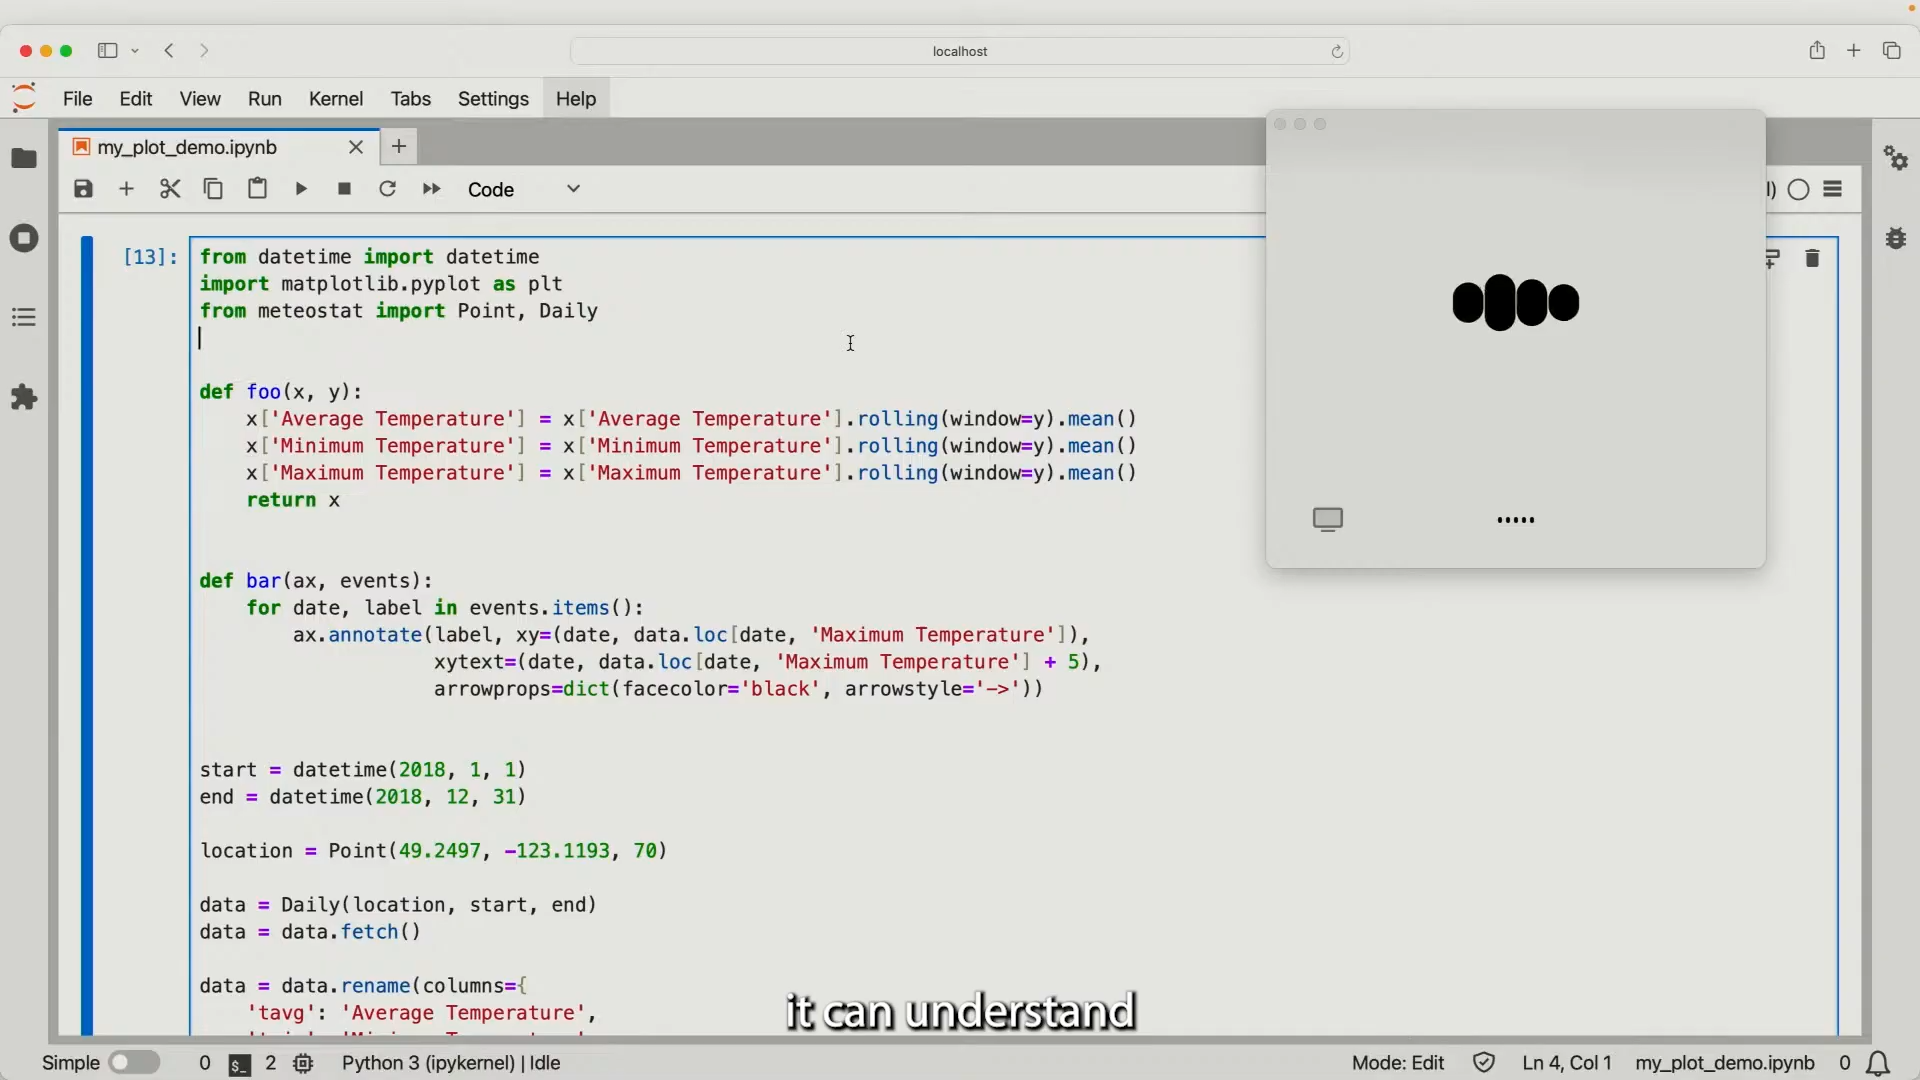 localhost
File Edit View Run Kernel Tabs Settings Help
my_plot_demo.ipynb
Code
[13]:
from datetime import datetime
import matplotlib.pyplot as plt
from meteostat import Point, Daily
def foo(x, y):
x['Average Temperature'] = x['Average Temperature'].rolling(window=y).mean()
x['Minimum Temperature'] = x['Minimum Temperature'].rolling(window=y).mean()
x['Maximum Temperature'] = x['Maximum Temperature'].rolling(window=y).mean()
return x
def bar(ax, events):
for date, label in events.items():
ax.annotate(label, xy=(date, data.loc[date, 'Maximum Temperature']),
xytext=(date, data.loc[date, 'Maximum Temperature'] + 5),
arrowprops=dict(facecolor='black', arrowstyle='->'))
start = datetime(2018, 1, 1)
end = datetime(2018, 12, 31)
location = Point(49.2497, -123.1193, 70)
data = Daily(location, start, end)
data = data.fetch()
data = data.rename(columns={
'tavg': 'Average Temperature',
it can understand
Simple 0 2 Python 3 (ipykernel) | Idle Mode: Edit Ln 4, Col 1 my_plot_demo.ipynb 0